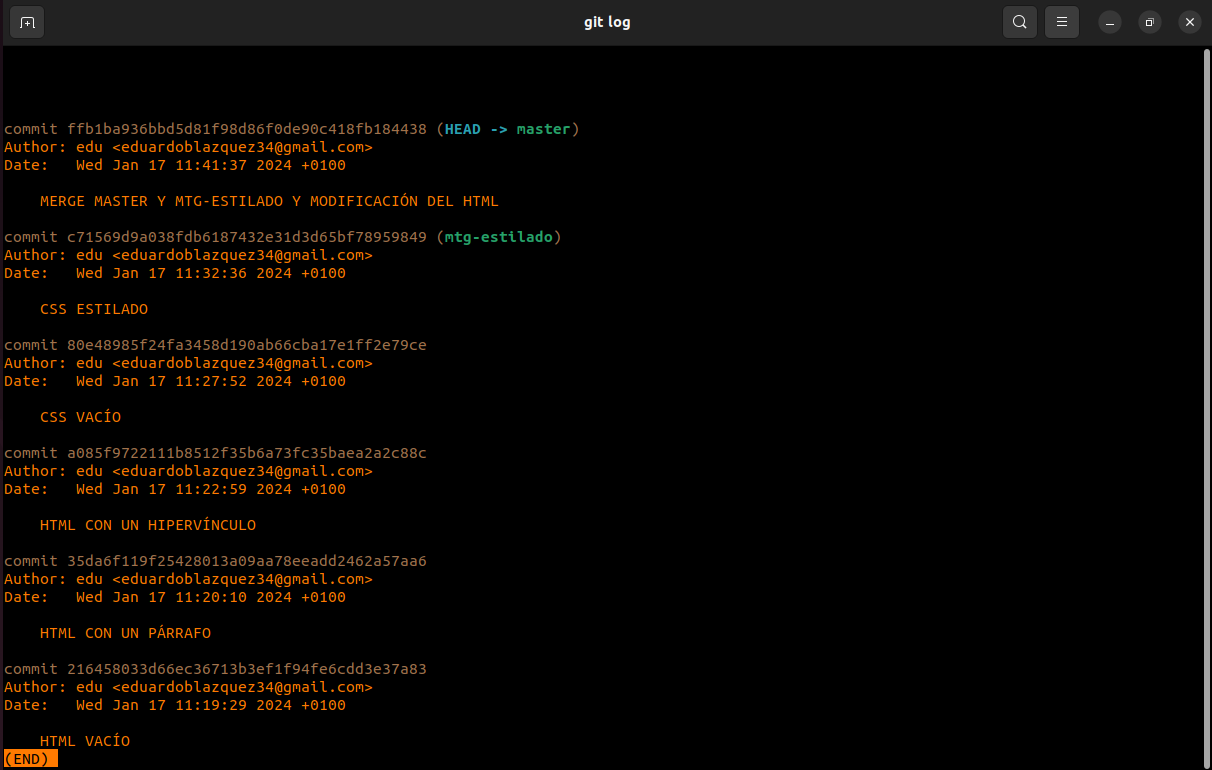 git log
commit ffb1ba936bbd5d81f98d86f0de90c418fb184438 (HEAD -> master)
Author: edu <eduardoblazquez34@gmail.com>
Date:   Wed Jan 17 11:41:37 2024 +0100
MERGE MASTER Y MTG-ESTILADO Y MODIFICACIÓN DEL HTML
commit c71569d9a038fdb6187432e31d3d65bf78959849 (mtg-estilado)
Author: edu <eduardoblazquez34@gmail.com>
Date:   Wed Jan 17 11:32:36 2024 +0100
CSS ESTILADO
commit 80e48985f24fa3458d190ab66cba17e1ff2e79ce
Author: edu <eduardoblazquez34@gmail.com>
Date:   Wed Jan 17 11:27:52 2024 +0100
CSS VACÍO
commit a085f9722111b8512f35b6a73fc35baea2a2c88c
Author: edu <eduardoblazquez34@gmail.com>
Date:   Wed Jan 17 11:22:59 2024 +0100
HTML CON UN HIPERVÍNCULO
commit 35da6f119f25428013a09aa78eeadd2462a57aa6
Author: edu <eduardoblazquez34@gmail.com>
Date:   Wed Jan 17 11:20:10 2024 +0100
HTML CON UN PÁRRAFO
commit 216458033d66ec36713b3ef1f94fe6cdd3e37a83
Author: edu <eduardoblazquez34@gmail.com>
Date:   Wed Jan 17 11:19:29 2024 +0100
HTML VACÍO
(END)